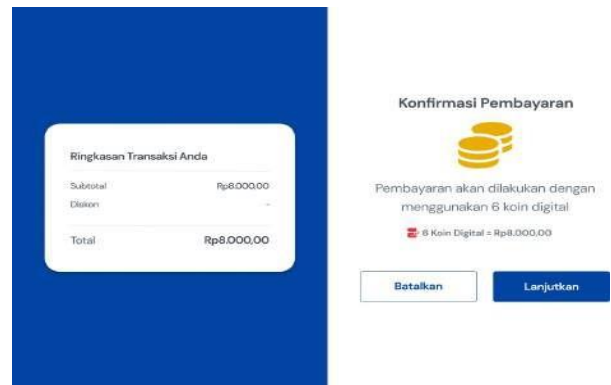 Ringkasan Transaksi Anda
Subtotal Rp8.000,00
Diskon -
Total Rp8.000,00
Konfirmasi Pembayaran
Pembayaran akan dilakukan dengan
menggunakan 6 koin digital
6 Koin Digital = Rp8.000,00
Batalkan Lanjutkan